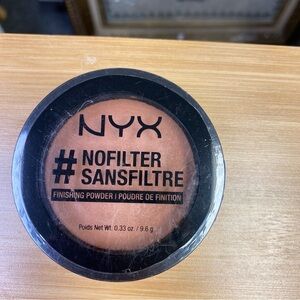 NYX
# NOFILTER
SANSFILTRE
FINISHING POWDER | POUDRE DE FINITION
Poids Net Wt. 0.33 oz. / 9.6 g